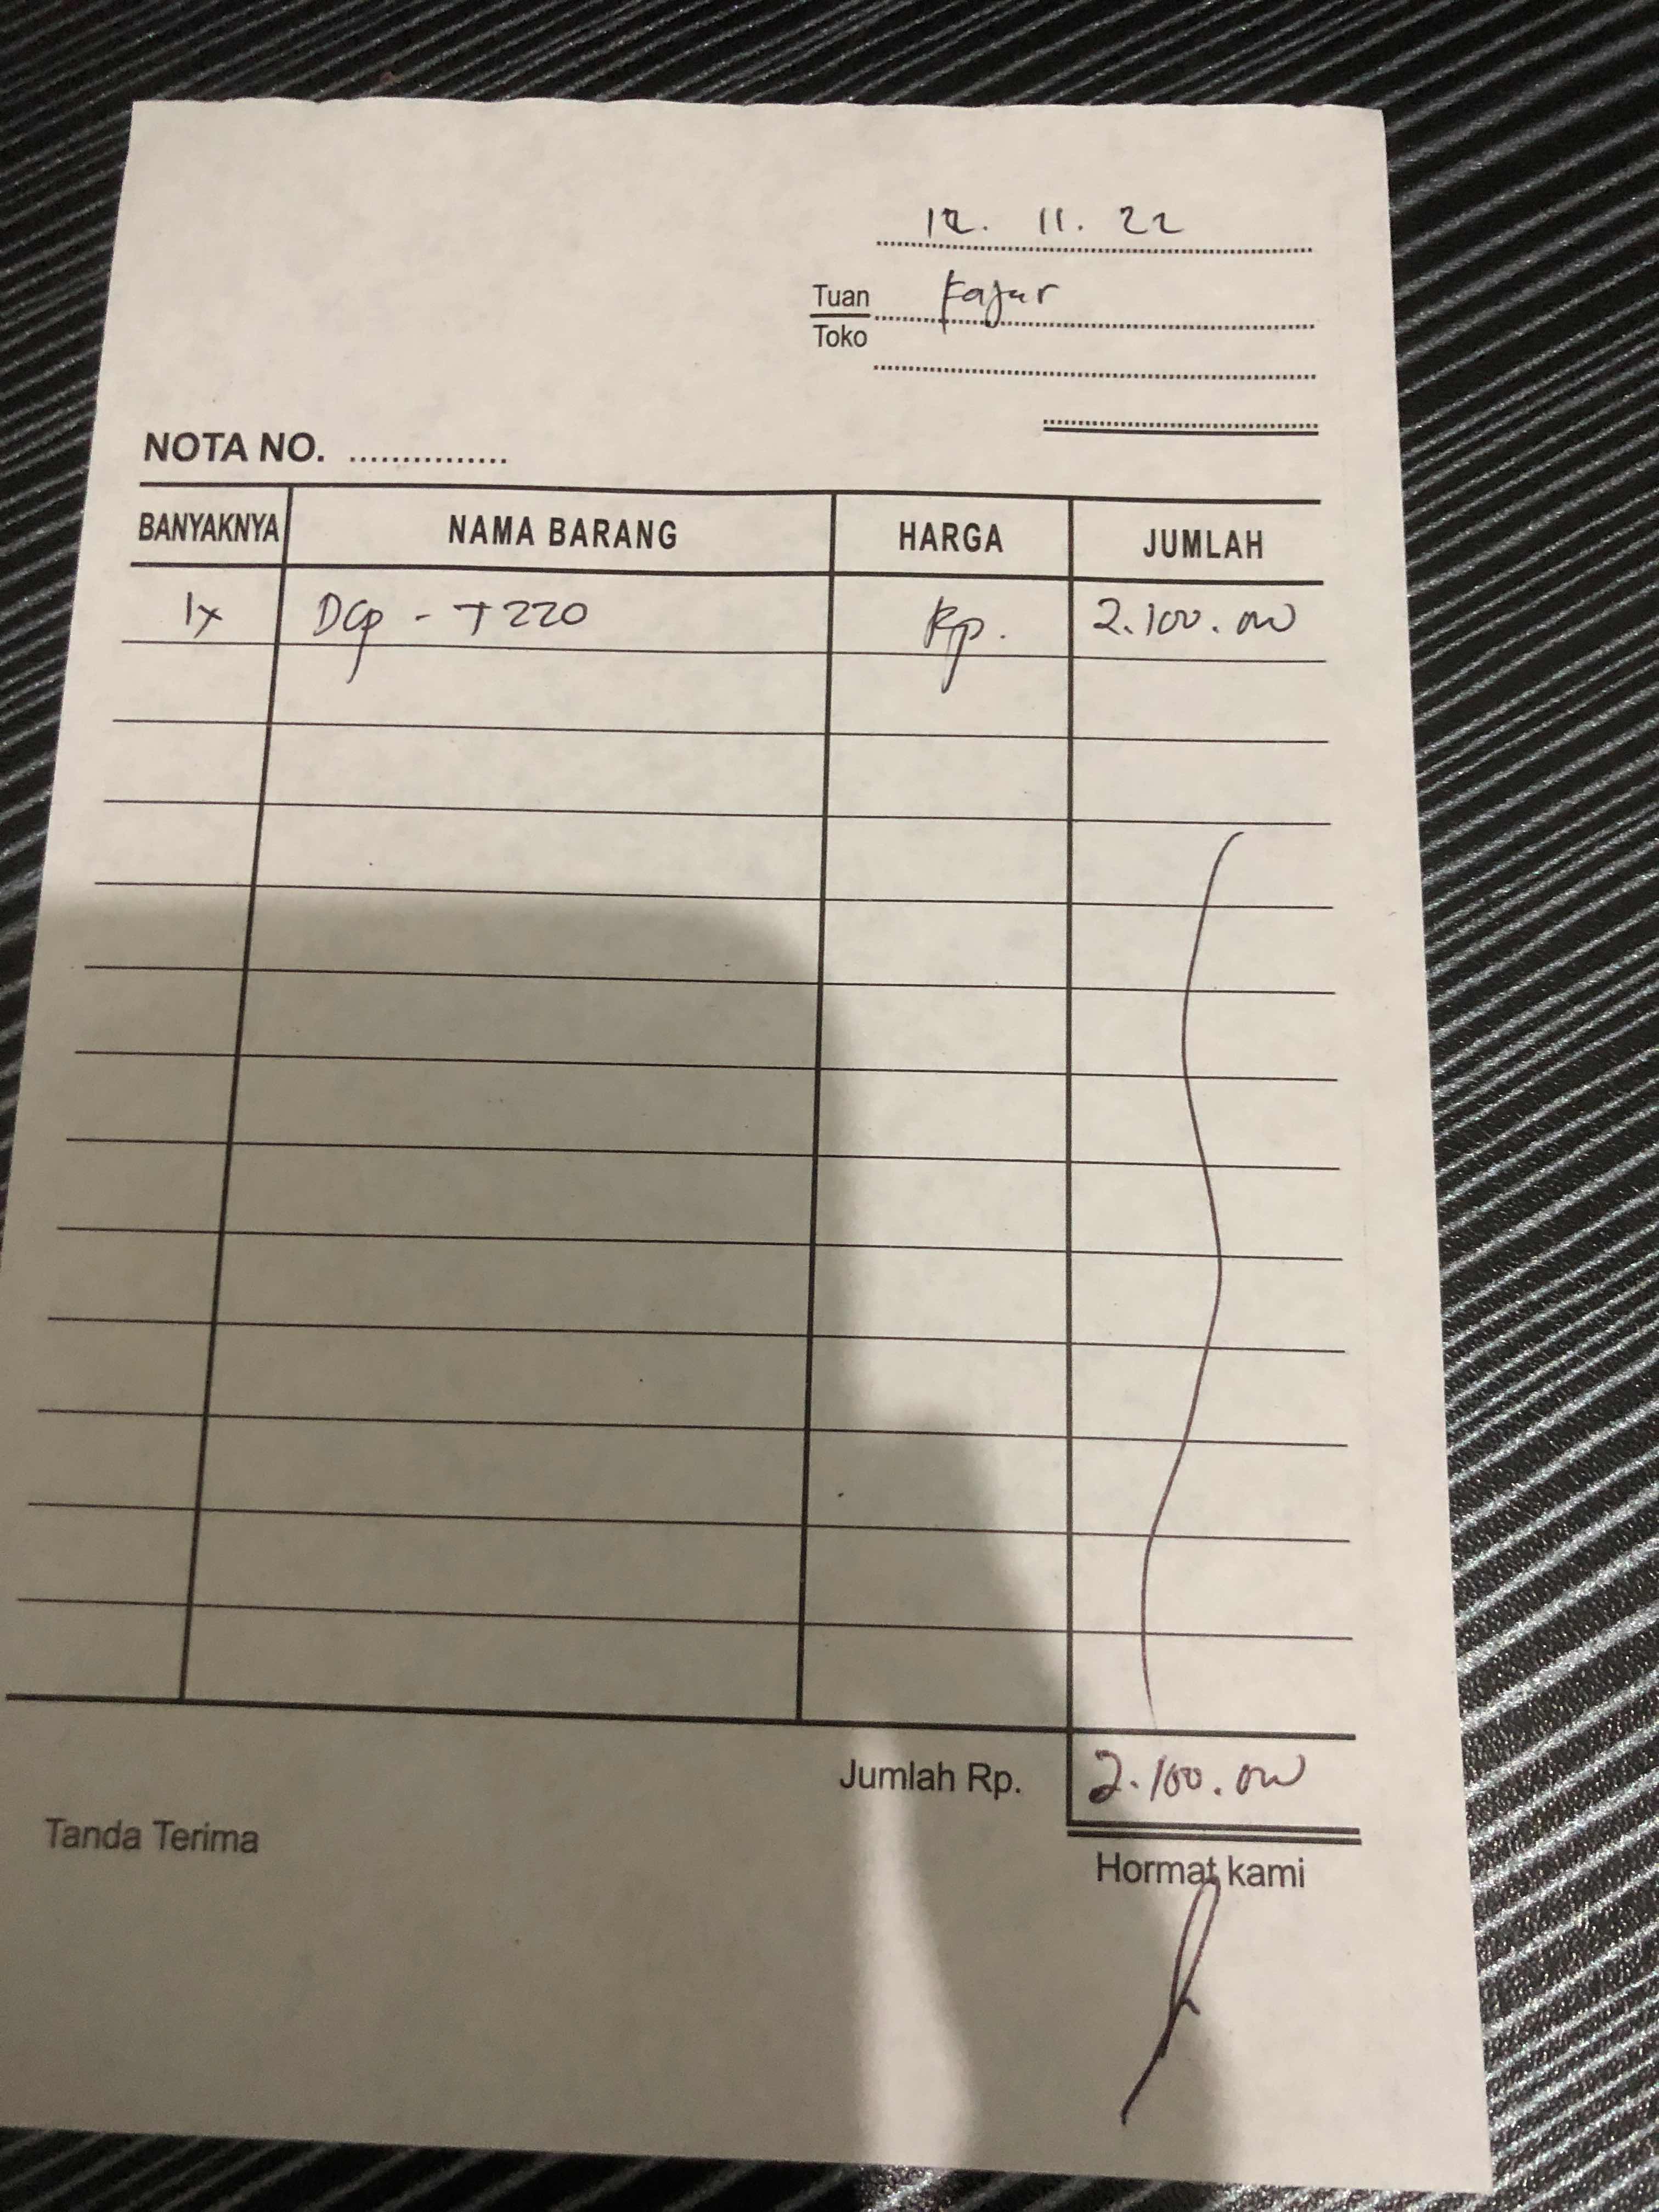 12. 11. 22
Tuan Fajar
Toko
NOTA NO. ...............
BANYAKNYA NAMA BARANG HARGA JUMLAH
1x Dcp - T220 Rp. 2.100.000
Jumlah Rp. 2.100.000
Tanda Terima
Hormat kami